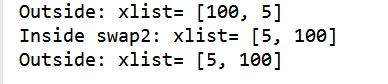 Outside: xlist= [100, 5]
Inside swap2: xlist= [5, 100]
Outside: xlist= [5, 100]